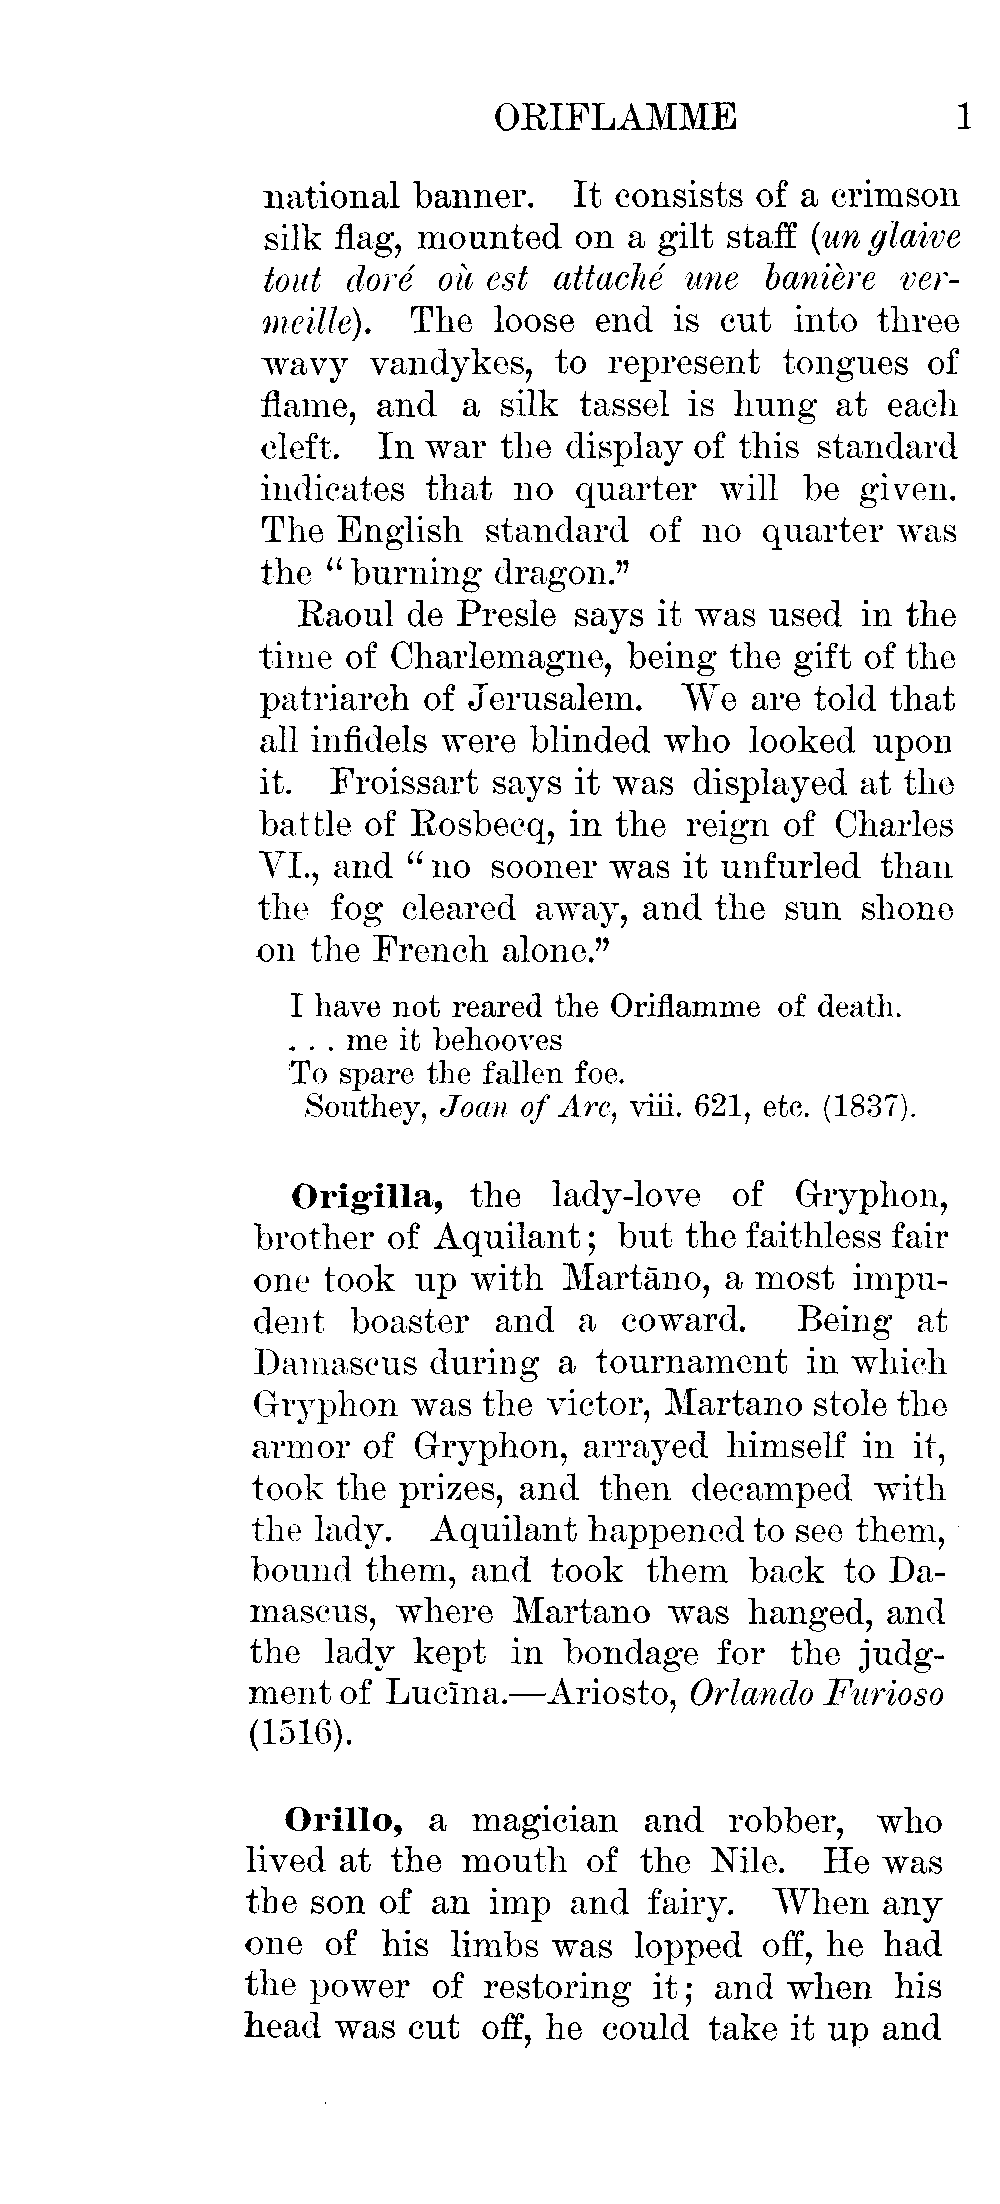 ORIFLAMME 1
national banner. It consists of a crimson
silk flag, mounted on a gilt staff (un glaive
tout doré où est attaché une banière ver-
meille). The loose end is cut into three
wavy vandykes, to represent tongues of
flame, and a silk tassel is hung at each
cleft. In war the display of this standard
indicates that no quarter will be given.
The English standard of no quarter was
the “burning dragon.”
Raoul de Presle says it was used in the
time of Charlemagne, being the gift of the
patriarch of Jerusalem. We are told that
all infidels were blinded who looked upon
it. Froissart says it was displayed at the
battle of Rosbecq, in the reign of Charles
VI., and “no sooner was it unfurled than
the fog cleared away, and the sun shone
on the French alone.”
I have not reared the Oriflamme of death.
. . . me it behooves
To spare the fallen foe.
Southey, Joan of Arc, viii. 621, etc. (1837).
Origilla, the lady-love of Gryphon,
brother of Aquilant; but the faithless fair
one took up with Martāno, a most impu-
dent boaster and a coward. Being at
Damascus during a tournament in which
Gryphon was the victor, Martano stole the
armor of Gryphon, arrayed himself in it,
took the prizes, and then decamped with
the lady. Aquilant happened to see them,
bound them, and took them back to Da-
mascus, where Martano was hanged, and
the lady kept in bondage for the judg-
ment of Lucīna.—Ariosto, Orlando Furioso
(1516).
Orillo, a magician and robber, who
lived at the mouth of the Nile. He was
the son of an imp and fairy. When any
one of his limbs was lopped off, he had
the power of restoring it; and when his
head was cut off, he could take it up and